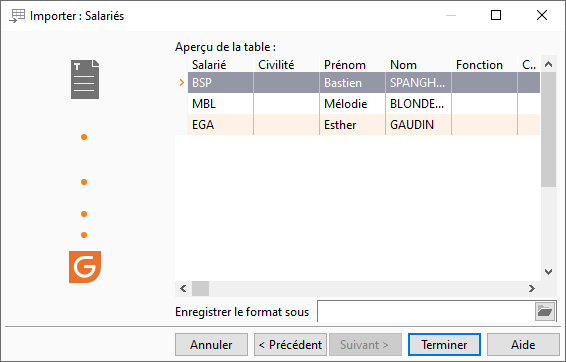 Importer : Salariés
Aperçu de la table :
Salarié Civilité Prénom Nom Fonction C..
BSP Bastien SPANGH...
MBL Mélodie BLONDE...
EGA Esther GAUDIN
Enregistrer le format sous
Annuler < Précédent Suivant > Terminer Aide